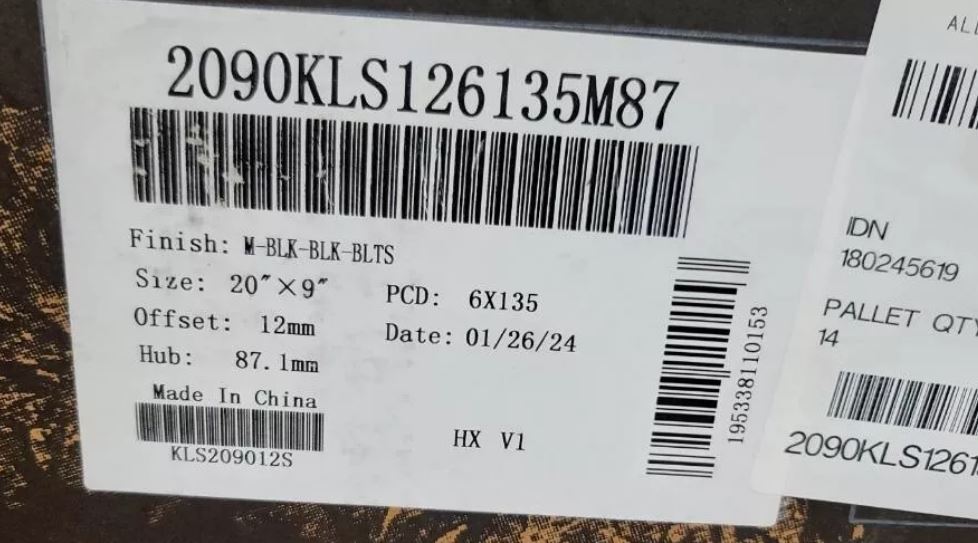 2090KLS126135M87
Finish: M-BLK-BLK-BLTS
Size: 20"×9"
PCD: 6X135
Offset: 12mm
Date: 01/26/24
Hub: 87.1mm
Made In China
KLS209012S
HX V1
195338110153
IDN
180245619
PALLET QTY
14